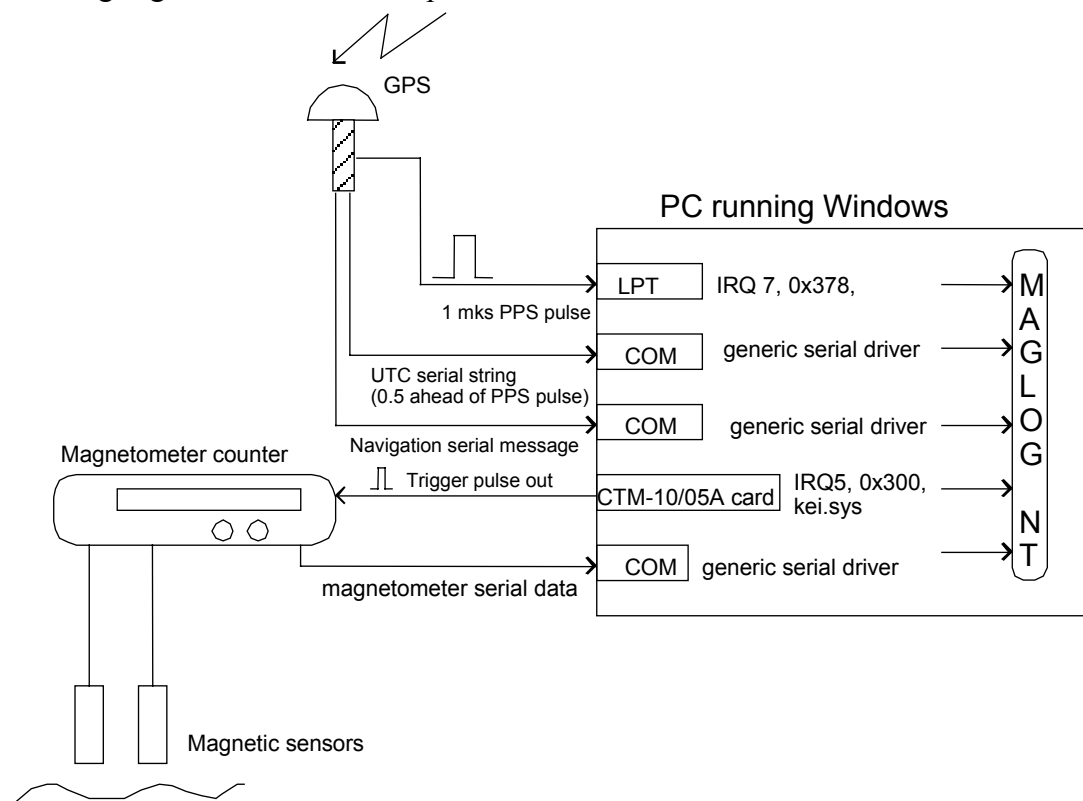 GPS
PC running Windows
LPT
IRQ 7, 0x378,
1 mks PPS pulse
COM
generic serial driver
UTC serial string
(0.5 ahead of PPS pulse)
COM
generic serial driver
Navigation serial message
Magnetometer counter
Trigger pulse out
CTM-10/05A card
IRQ5, 0x300,
kei.sys
COM
generic serial driver
magnetometer serial data
MAGLOG NT
Magnetic sensors